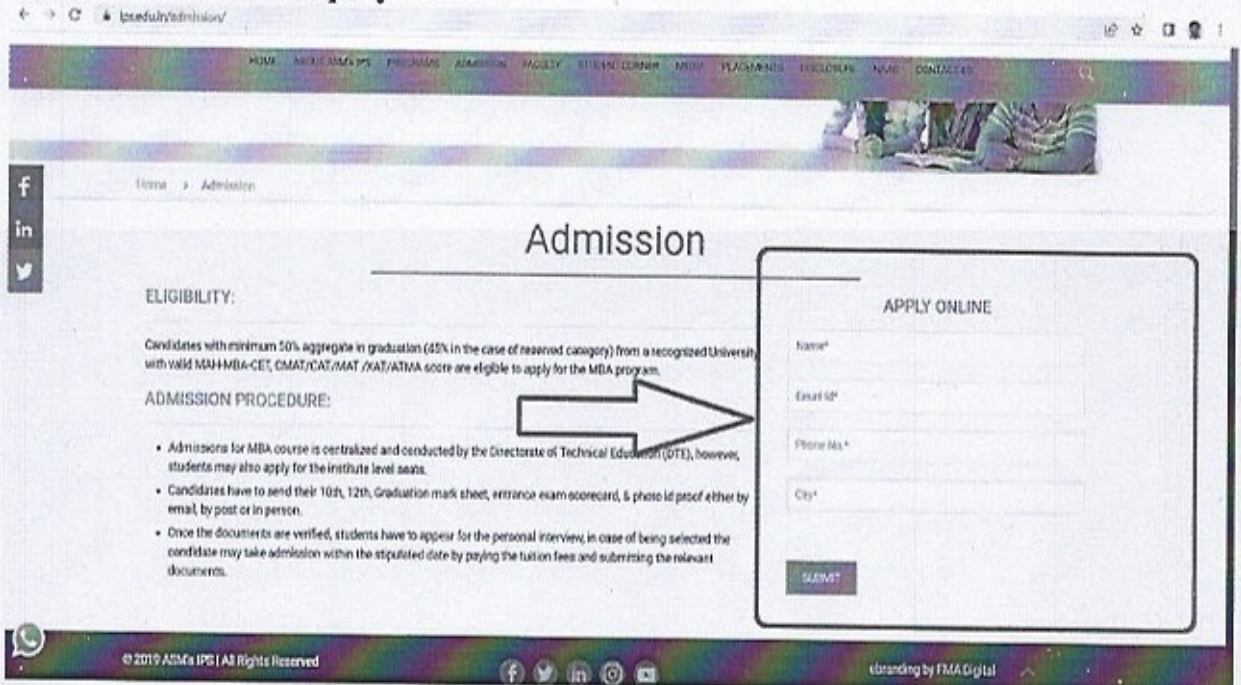 ipsedu.in/admission/
HOME ABOUT ASM's IPS PROGRAMS ADMISSION FACULTY STUDENT CORNER MEDIA PLACEMENTS DISCLOSURE NAAC CONTACT US
Home > Admission
f
in
Admission
ELIGIBILITY:
Candidates with minimum 50% aggregate in graduation (45% in the case of reserved category) from a recognized University
with valid MAH-MBA-CET, CMAT/CAT/MAT /XAT/ATMA score are eligible to apply for the MBA program.
ADMISSION PROCEDURE:
• Admissions for MBA course is centralized and conducted by the Directorate of Technical Education (DTE), however,
students may also apply for the institute level seats.
• Candidates have to send their 10th, 12th, Graduation mark sheet, entrance exam scorecard, & photo id proof either by
email, by post or in person.
• Once the documents are verified, students have to appear for the personal interview, in case of being selected the
candidate may take admission within the stipulated date by paying the tuition fees and submitting the relevant
documents.
APPLY ONLINE
Name*
Email Id*
Phone No.*
City*
SUBMIT
© 2019 ASM's IPS | All Rights Reserved
f in
ebranding by FMA Digital